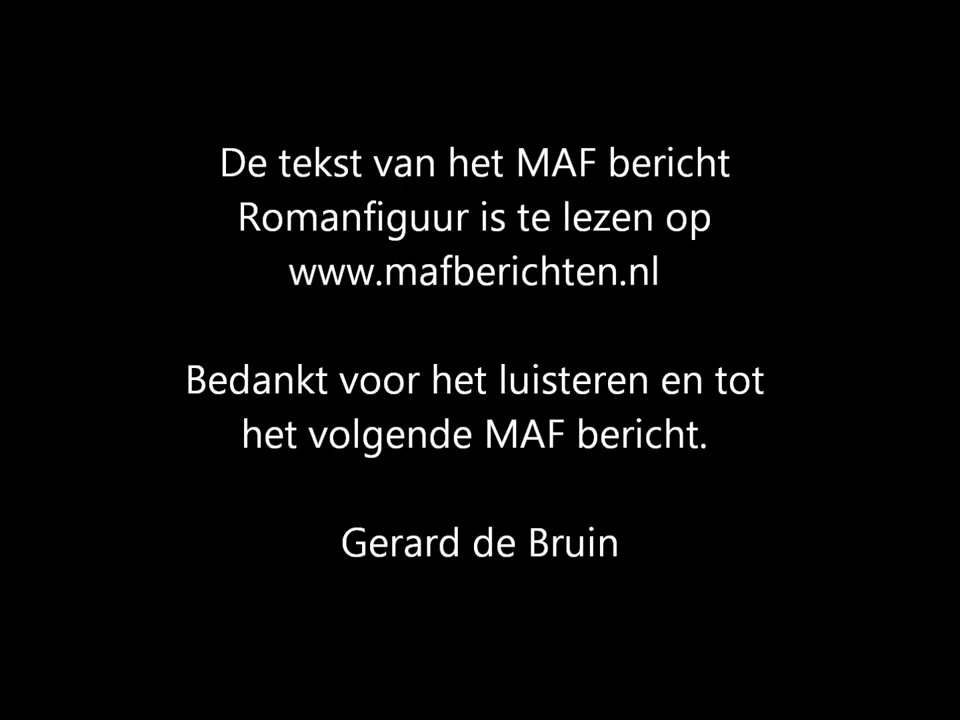 De tekst van het MAF bericht
Romanfiguur is te lezen op
www.mafberichten.nl
Bedankt voor het luisteren en tot
het volgende MAF bericht.
Gerard de Bruin